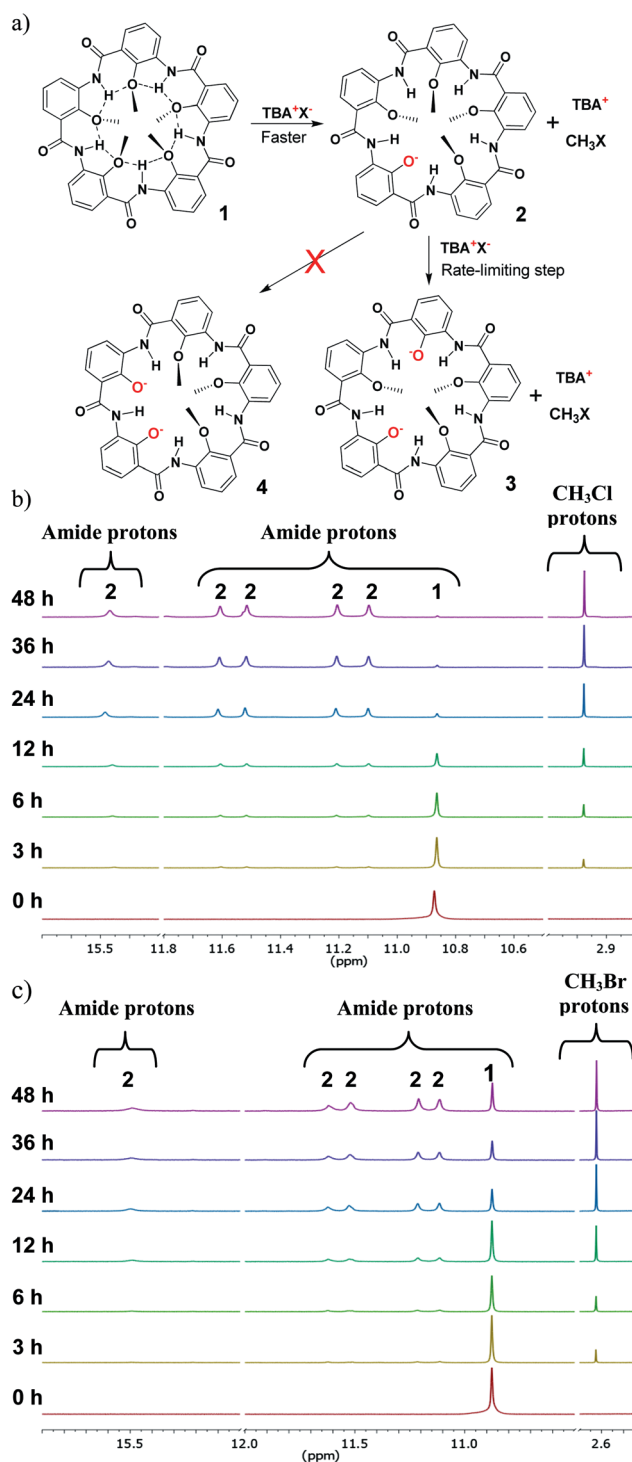 a)
O
N
H
O
O
N
H
O
N
H
O
O
H
N
O
O
N
H
O
O
1
TBA⁺X⁻
Faster
O
N
H
O
O
N
H
O
N
H
O
O
H
N
O
O⁻
N
H
O
2
+
TBA⁺
CH₃X
X
TBA⁺X⁻
Rate-limiting step
O
N
H
O
O
N
H
O⁻
O
O
N
H
O⁻
H
N
O
N
H
O
4
O
N
H
O⁻
O
N
H
O
O
O
N
H
O⁻
H
N
O
N
H
O
3
+
TBA⁺
CH₃X
b)
Amide protons
Amide protons
CH₃Cl
protons
2
2 2 2 2 1
48 h
36 h
24 h
12 h
6 h
3 h
0 h
15.5 11.8 11.6 11.4 11.2 11.0 10.8 10.6 2.9
(ppm)
c)
Amide protons
Amide protons
CH₃Br
protons
2
2 2 2 2 1
48 h
36 h
24 h
12 h
6 h
3 h
0 h
15.5 12.0 11.5 11.0 2.6
(ppm)